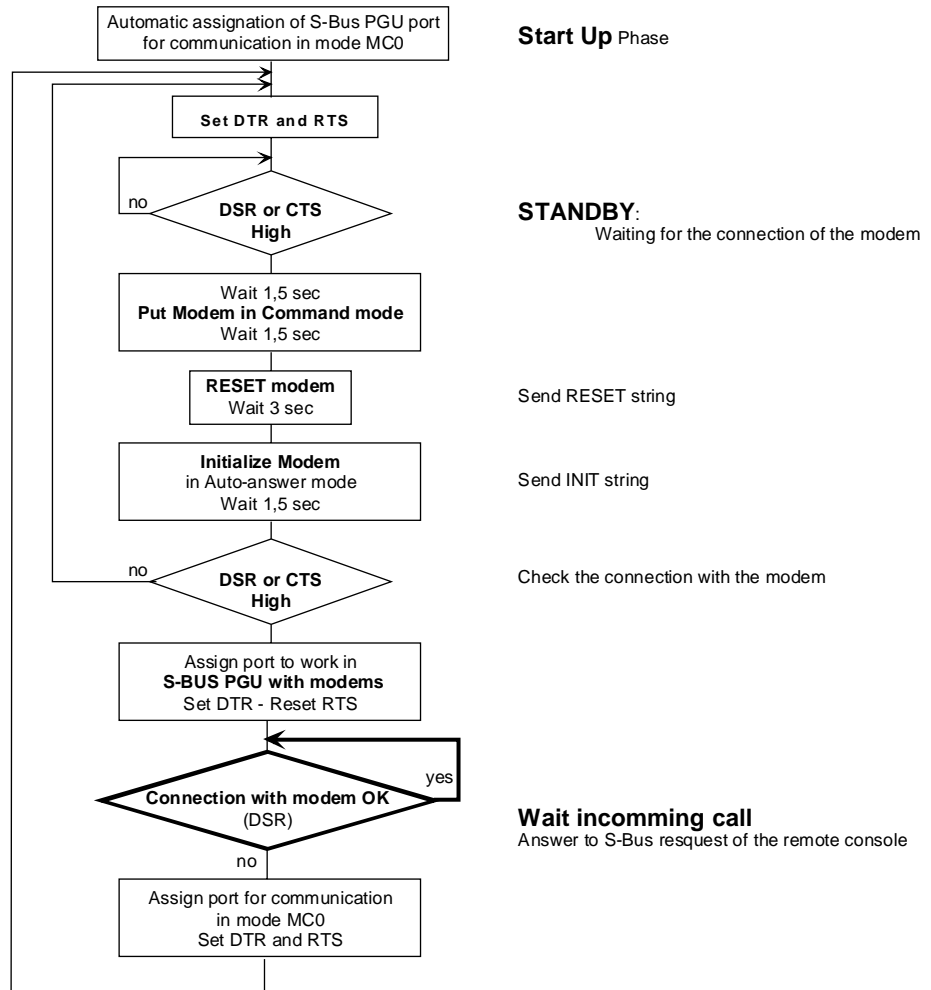 Automatic assignation of S-Bus PGU port
for communication in mode MC0
Start Up Phase
Set DTR and RTS
no
DSR or CTS
High
STANDBY:
Waiting for the connection of the modem
Wait 1,5 sec
Put Modem in Command mode
Wait 1,5 sec
RESET modem
Wait 3 sec
Send RESET string
Initialize Modem
in Auto-answer mode
Wait 1,5 sec
Send INIT string
no
DSR or CTS
High
Check the connection with the modem
Assign port to work in
S-BUS PGU with modems
Set DTR - Reset RTS
yes
Connection with modem OK
(DSR)
Wait incomming call
Answer to S-Bus resquest of the remote console
no
Assign port for communication
in mode MC0
Set DTR and RTS